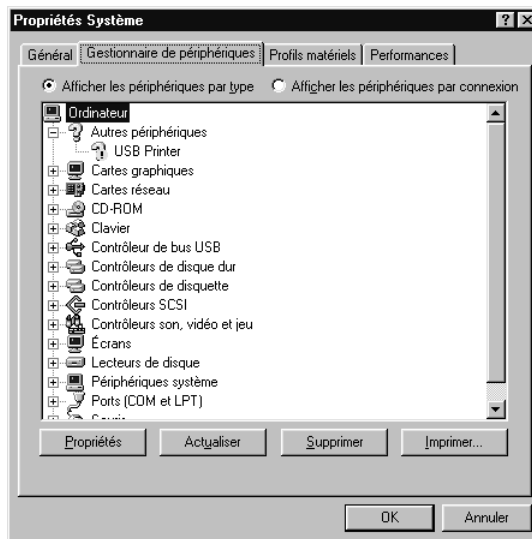 Propriétés Système
Général Gestionnaire de périphériques Profils matériels Performances
Afficher les périphériques par type Afficher les périphériques par connexion
Ordinateur
Autres périphériques
USB Printer
Cartes graphiques
Cartes réseau
CD-ROM
Clavier
Contrôleur de bus USB
Contrôleurs de disque dur
Contrôleurs de disquette
Contrôleurs SCSI
Contrôleurs son, vidéo et jeu
Écrans
Lecteurs de disque
Périphériques système
Ports (COM et LPT)
Propriétés Actualiser Supprimer Imprimer...
OK Annuler